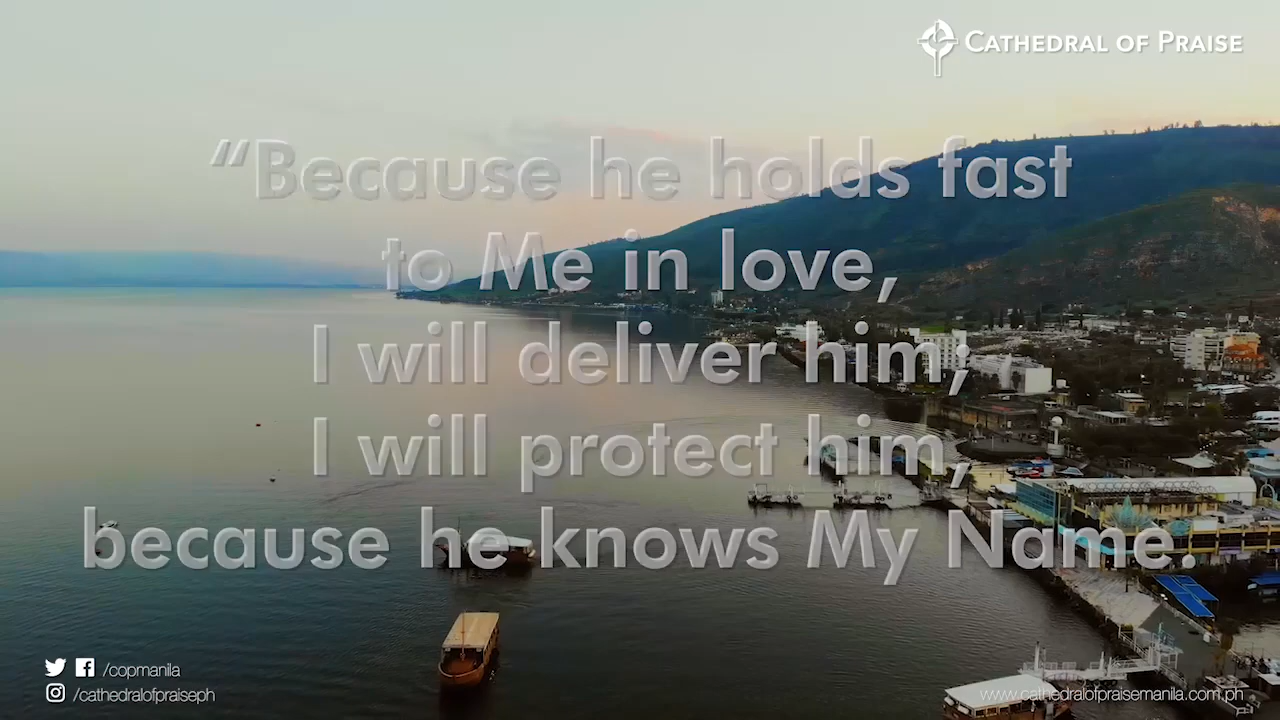 CATHEDRAL OF PRAISE
“Because he holds fast
to Me in love,
I will deliver him;
I will protect him,
because he knows My Name.
/copmanila
/cathedralofpraiseph
www.cathedralofpraisemanila.com.ph